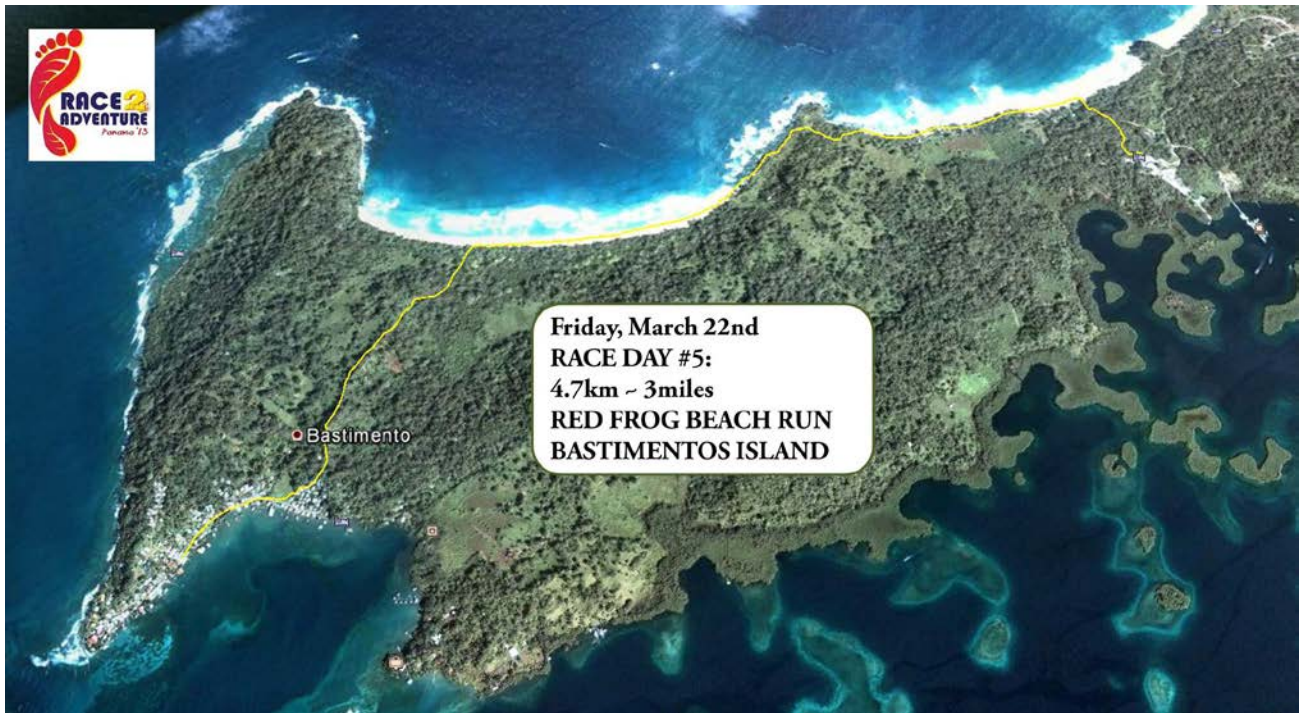 RACE 2
ADVENTURE
Panama '13
Bastimento
Friday, March 22nd
RACE DAY #5:
4.7km ~ 3miles
RED FROG BEACH RUN
BASTIMENTOS ISLAND